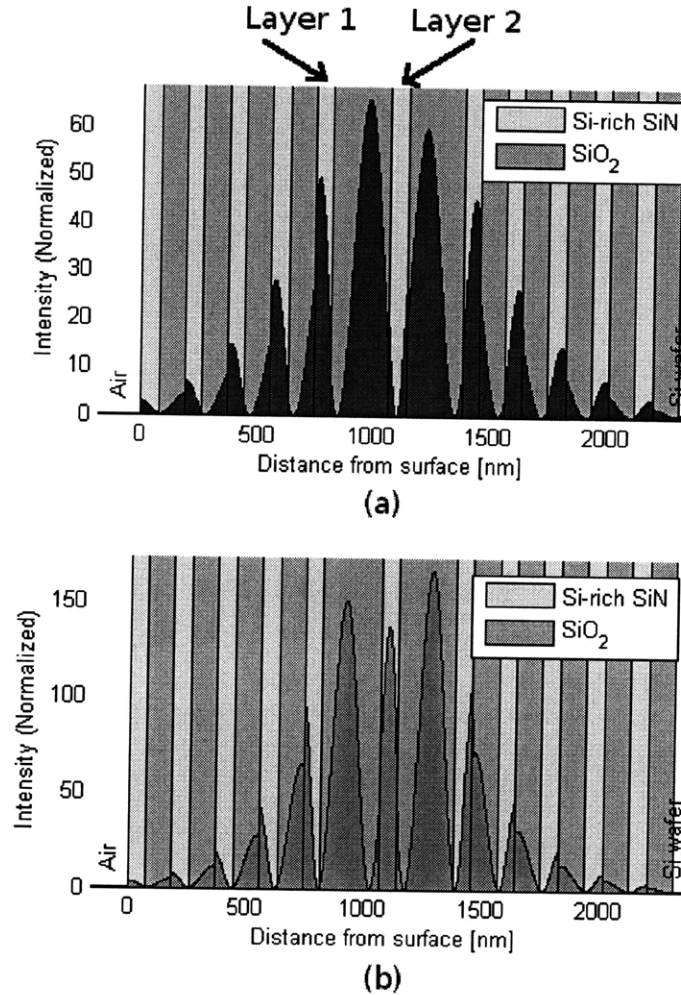 Layer 1 Layer 2
Intensity (Normalized)
60
50
40
30
20
10
0
Si-rich SiN
SiO2
Air
Si wafer
0 500 1000 1500 2000
Distance from surface [nm]
(a)
Intensity (Normalized)
150
100
50
0
Si-rich SiN
SiO2
Air
Si wafer
0 500 1000 1500 2000
Distance from surface [nm]
(b)